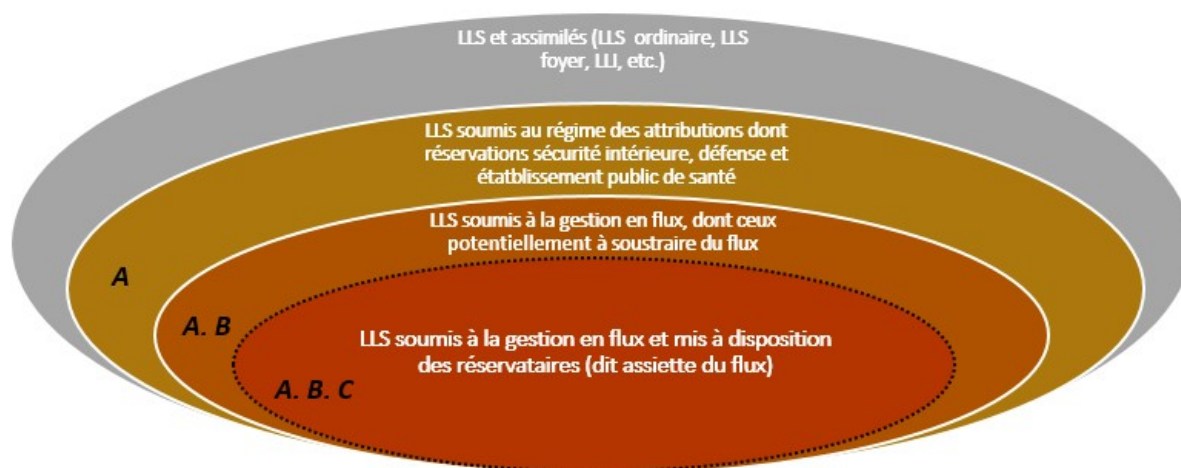 LLS et assimilés (LLS ordinaire, LLS
foyer, LLI, etc.)
LLS soumis au régime des attributions dont
réservations sécurité intérieure, défense et
étatblissement public de santé
LLS soumis à la gestion en flux, dont ceux
potentiellement à soustraire du flux
A
A. B
LLS soumis à la gestion en flux et mis à disposition
des réservataires (dit assiette du flux)
A. B. C